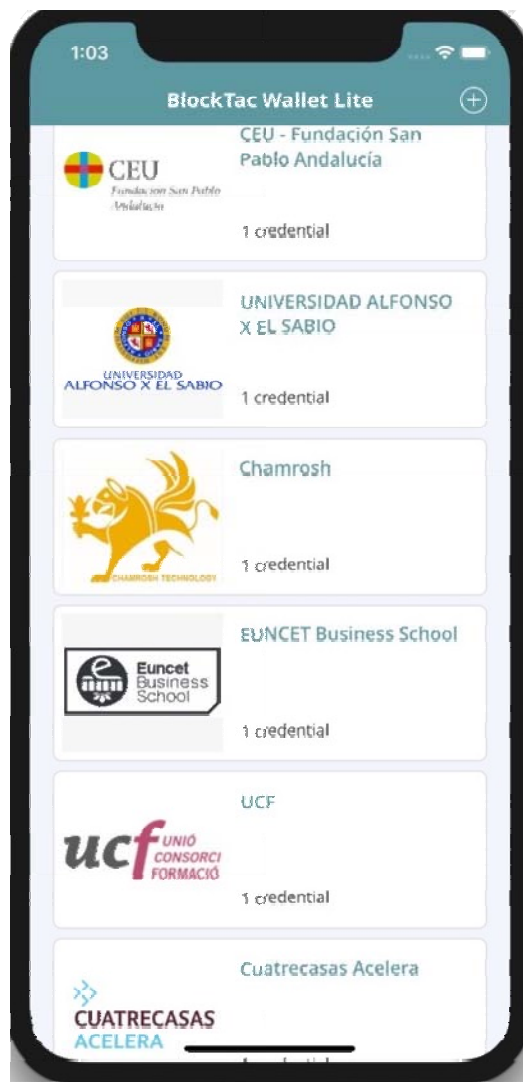 1:03
BlockTac Wallet Lite
CEU
Fundación San Pablo
Andalucía
CEU - Fundación San
Pablo Andalucía
1 credential
UNIVERSIDAD
ALFONSO X EL SABIO
UNIVERSIDAD ALFONSO
X EL SABIO
1 credential
CHAMROSH TECHNOLOGY
Chamrosh
1 credential
Euncet
Business
School
EUNCET Business School
1 credential
ucf UNIÓ
CONSORCI
FORMACIÓ
UCF
1 credential
CUATRECASAS
ACELERA
Cuatrecasas Acelera